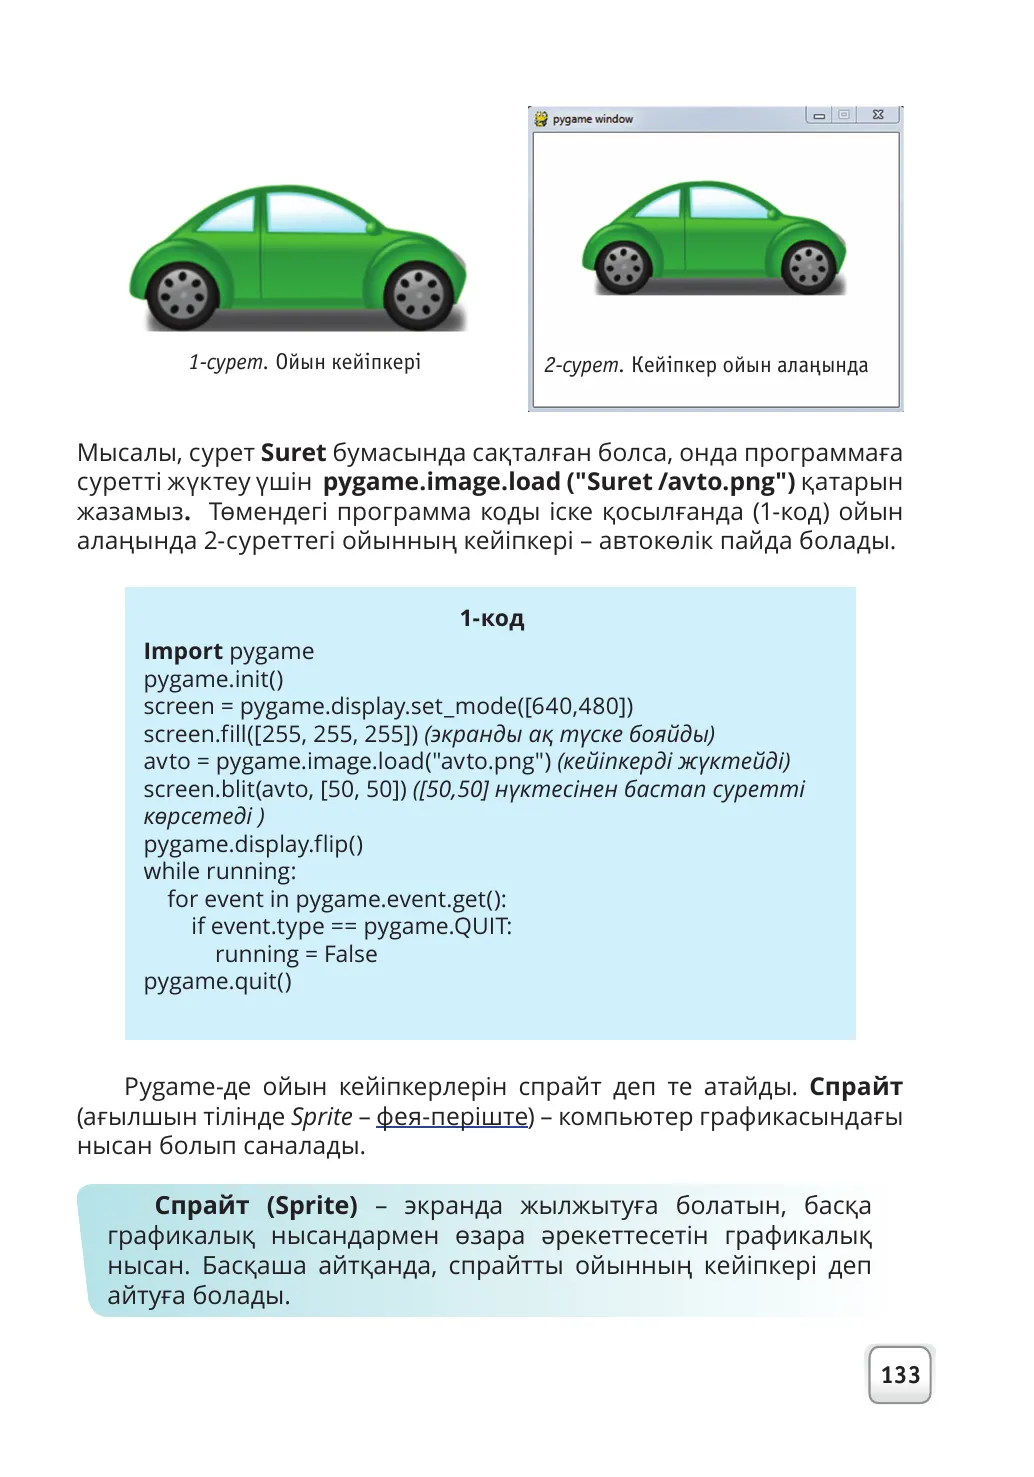 pygame window
1-сурет. Ойын кейіпкері
2-сурет. Кейіпкер ойын алаңында
Мысалы, сурет Suret бумасында сақталған болса, онда программаға
суретті жүктеу үшін pygame.image.load ("Suret /avto.png") қатарын
жазамыз. Төмендегі программа коды іске қосылғанда (1-код) ойын
алаңында 2-суреттегі ойынның кейіпкері – автокөлік пайда болады.
1-код
Import pygame
pygame.init()
screen = pygame.display.set_mode([640,480])
screen.fill([255, 255, 255]) (экранды ақ түске бояйды)
avto = pygame.image.load("avto.png") (кейіпкерді жүктейді)
screen.blit(avto, [50, 50]) ([50,50] нүктесінен бастап суретті
көрсетеді )
pygame.display.flip()
while running:
for event in pygame.event.get():
if event.type == pygame.QUIT:
running = False
pygame.quit()
Pygame-де ойын кейіпкерлерін спрайт деп те атайды. Спрайт
(ағылшын тілінде Sprite – фея-періште) – компьютер графикасындағы
нысан болып саналады.
Спрайт (Sprite) – экранда жылжытуға болатын, басқа
графикалық нысандармен өзара әрекеттесетін графикалық
нысан. Басқаша айтқанда, спрайтты ойынның кейіпкері деп
айтуға болады.
133